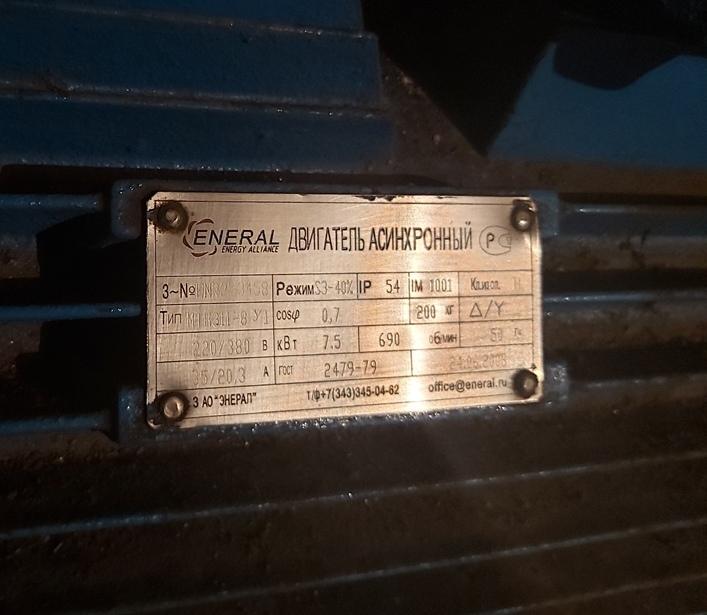 ENERAL
ENERGY ALLIANCE
ДВИГАТЕЛЬ АСИНХРОННЫЙ
3~№ Режим S3-40% IP 54 IM 1001
Тип cosφ 0,7 200 кг Δ/Y
220/380 В кВт 7.5 690 об/мин 50 Гц
35/20,3 А ГОСТ 2479-79
ЗАО "ЭНЕРАЛ" т/ф+7(343)345-04-62 office@eneral.ru